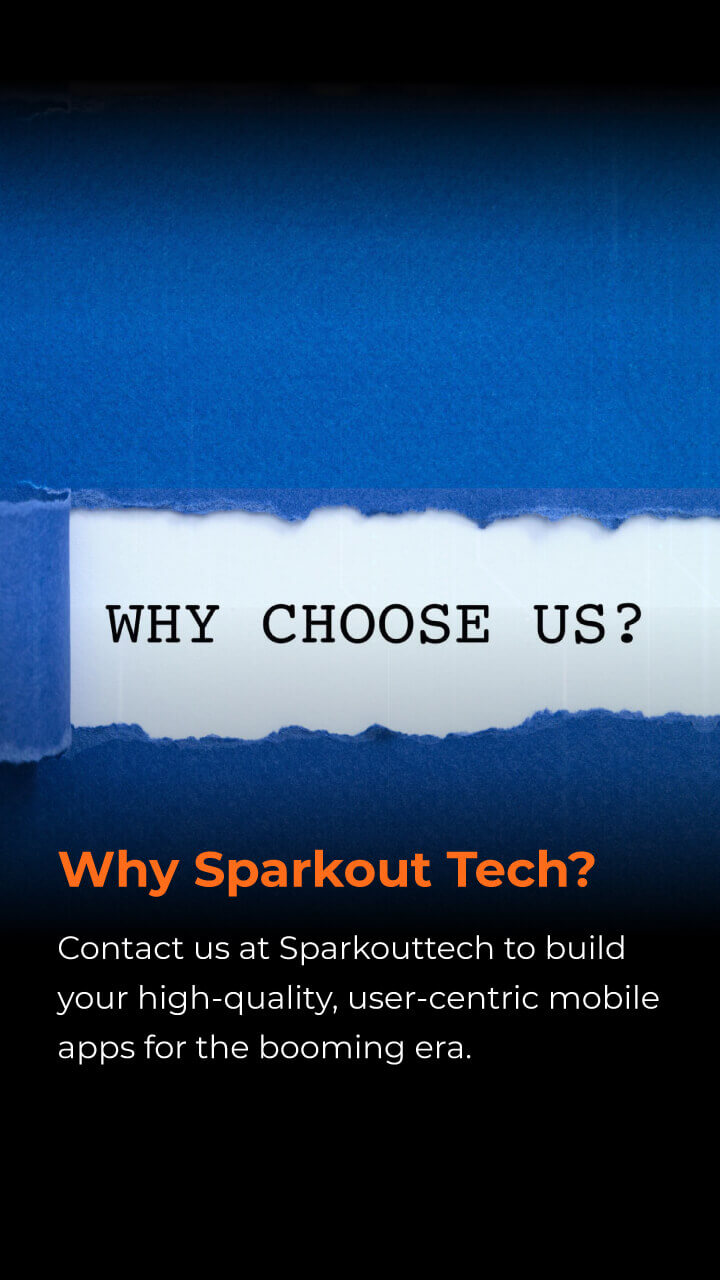 WHY CHOOSE US?
Why Sparkout Tech?
Contact us at Sparkouttech to build
your high-quality, user-centric mobile
apps for the booming era.